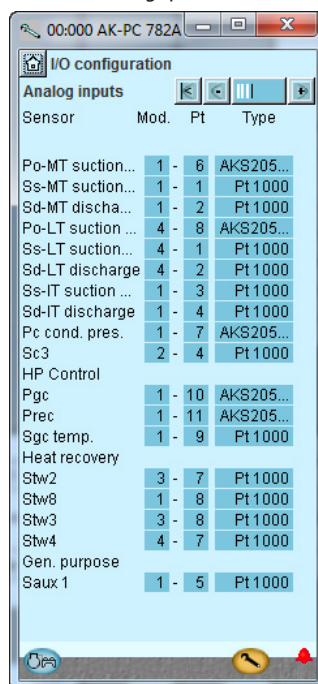 00:000 AK-PC 782A
I/O configuration
Analog inputs
Sensor Mod. Pt Type
Po-MT suction... 1 - 6 AKS205...
Ss-MT suction... 1 - 1 Pt 1000
Sd-MT discha... 1 - 2 Pt 1000
Po-LT suction ... 4 - 8 AKS205...
Ss-LT suction... 4 - 1 Pt 1000
Sd-LT discharge 4 - 2 Pt 1000
Ss-IT suction ... 1 - 3 Pt 1000
Sd-IT discharge 1 - 4 Pt 1000
Pc cond. pres. 1 - 7 AKS205...
Sc3 2 - 4 Pt 1000
HP Control
Pgc 1 - 10 AKS205...
Prec 1 - 11 AKS205...
Sgc temp. 1 - 9 Pt 1000
Heat recovery
Stw2 3 - 7 Pt 1000
Stw8 1 - 8 Pt 1000
Stw3 3 - 8 Pt 1000
Stw4 4 - 7 Pt 1000
Gen. purpose
Saux 1 1 - 5 Pt 1000